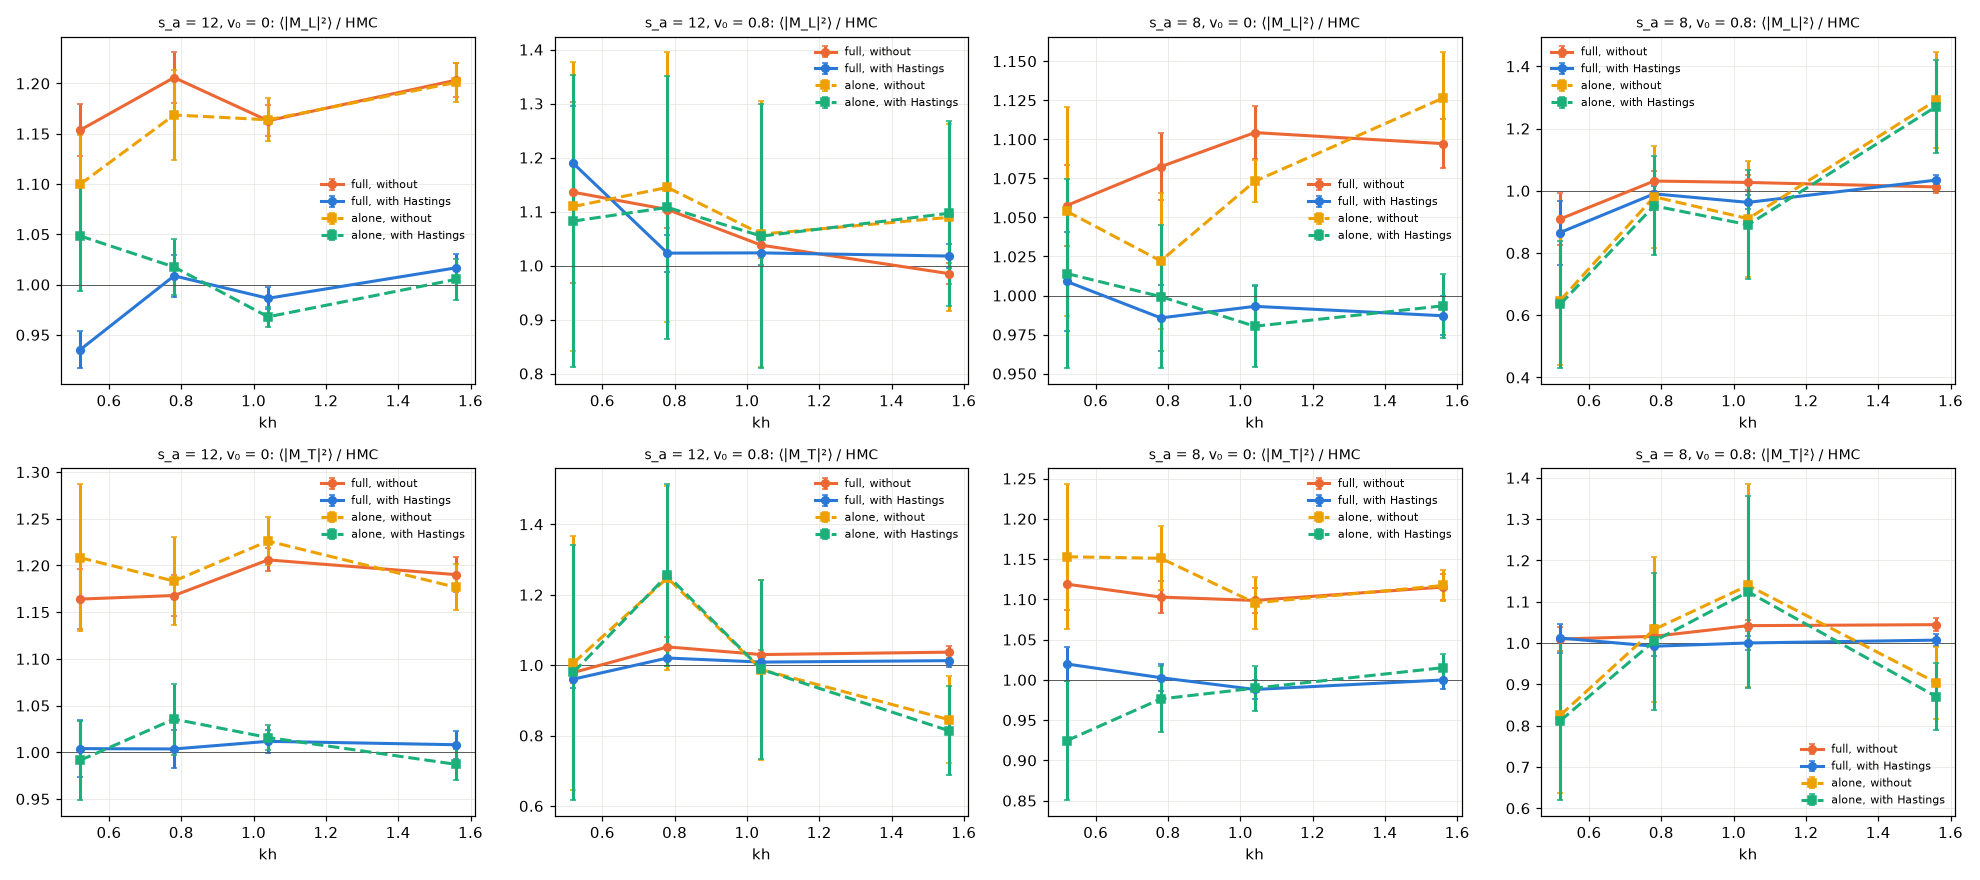 s_a = 12, v₀ = 0: ⟨|M_L|²⟩ / HMC
1.20
1.15
1.10
1.05
1.00
0.95
full, without
full, with Hastings
alone, without
alone, with Hastings
0.6 0.8 1.0 1.2 1.4 1.6
kh
s_a = 12, v₀ = 0.8: ⟨|M_L|²⟩ / HMC
1.4
1.3
1.2
1.1
1.0
0.9
0.8
full, without
full, with Hastings
alone, without
alone, with Hastings
0.6 0.8 1.0 1.2 1.4 1.6
kh
s_a = 8, v₀ = 0: ⟨|M_L|²⟩ / HMC
1.150
1.125
1.100
1.075
1.050
1.025
1.000
0.975
0.950
full, without
full, with Hastings
alone, without
alone, with Hastings
0.6 0.8 1.0 1.2 1.4 1.6
kh
s_a = 8, v₀ = 0.8: ⟨|M_L|²⟩ / HMC
1.4
1.2
1.0
0.8
0.6
0.4
full, without
full, with Hastings
alone, without
alone, with Hastings
0.6 0.8 1.0 1.2 1.4 1.6
kh
s_a = 12, v₀ = 0: ⟨|M_T|²⟩ / HMC
1.30
1.25
1.20
1.15
1.10
1.05
1.00
0.95
full, without
full, with Hastings
alone, without
alone, with Hastings
0.6 0.8 1.0 1.2 1.4 1.6
kh
s_a = 12, v₀ = 0.8: ⟨|M_T|²⟩ / HMC
1.4
1.2
1.0
0.8
0.6
full, without
full, with Hastings
alone, without
alone, with Hastings
0.6 0.8 1.0 1.2 1.4 1.6
kh
s_a = 8, v₀ = 0: ⟨|M_T|²⟩ / HMC
1.25
1.20
1.15
1.10
1.05
1.00
0.95
0.90
0.85
full, without
full, with Hastings
alone, without
alone, with Hastings
0.6 0.8 1.0 1.2 1.4 1.6
kh
s_a = 8, v₀ = 0.8: ⟨|M_T|²⟩ / HMC
1.4
1.3
1.2
1.1
1.0
0.9
0.8
0.7
0.6
full, without
full, with Hastings
alone, without
alone, with Hastings
0.6 0.8 1.0 1.2 1.4 1.6
kh